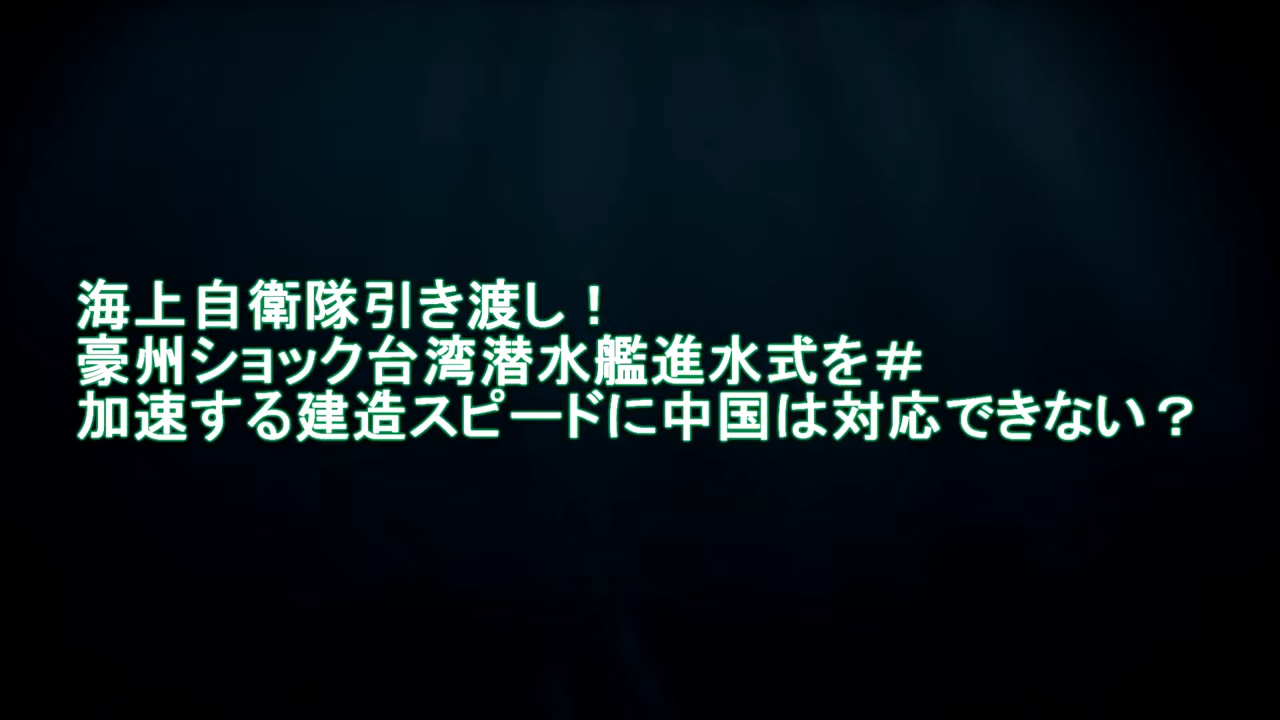 海上自衛隊引き渡し！
豪州ショック台湾潜水艦進水式を＃
加速する建造スピードに中国は対応できない？